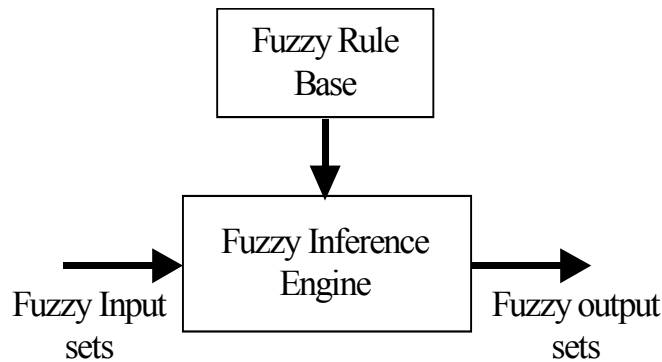 Fuzzy Rule
Base
Fuzzy Inference
Engine
Fuzzy Input
sets
Fuzzy output
sets